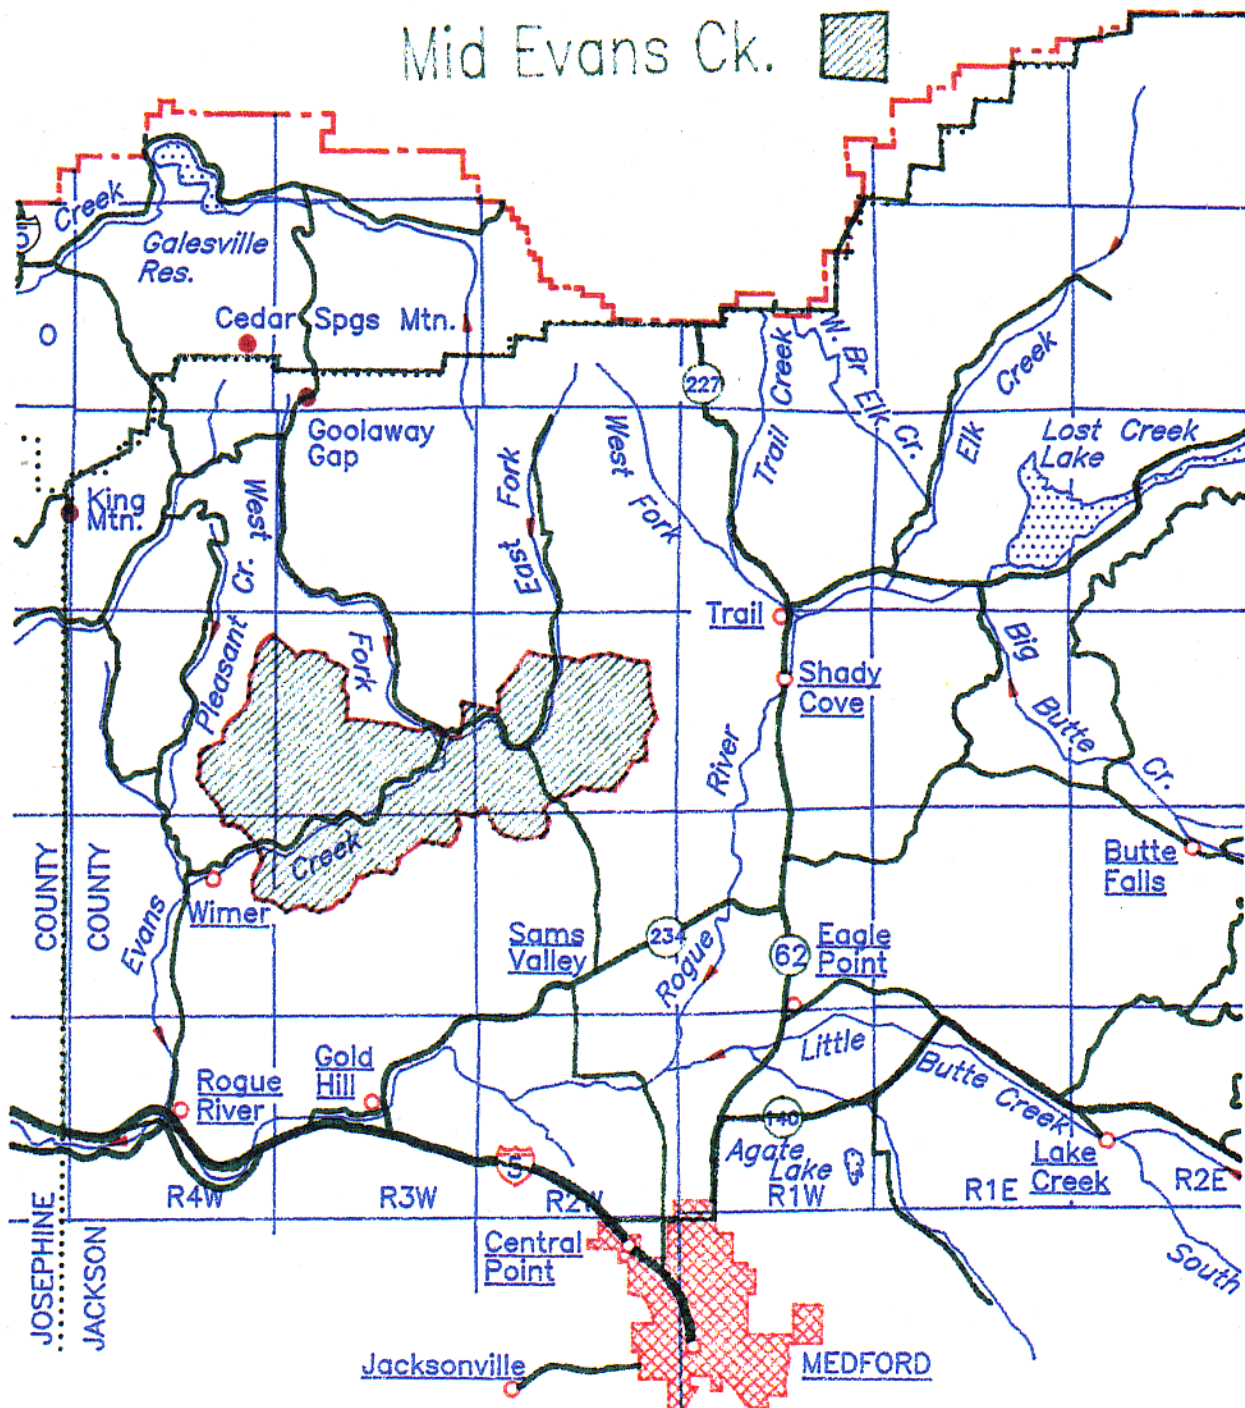 Mid Evans Ck.
Creek
5
Galesville
Res.
O
Cedar Spgs Mtn.
227
W. Br Elk Cr.
Creek
Trail
Creek
Elk
Goolaway
Gap
West Fork
East Fork
Lost Creek
Lake
King
Mtn.
West
Fork
Pleasant Cr.
Trail
Shady
Cove
Big
Butte
Cr.
River
Creek
Butte
Falls
COUNTY
COUNTY
Evans
Wimer
Sams
Valley
234
Rogue
62
Eagle
Point
Little
Butte Creek
Gold
Hill
Rogue
River
140
Agate
Lake
Lake
Creek
5
R4W
R3W
R2W
R1W
R1E
R2E
South
JOSEPHINE
JACKSON
Central
Point
Jacksonville
MEDFORD